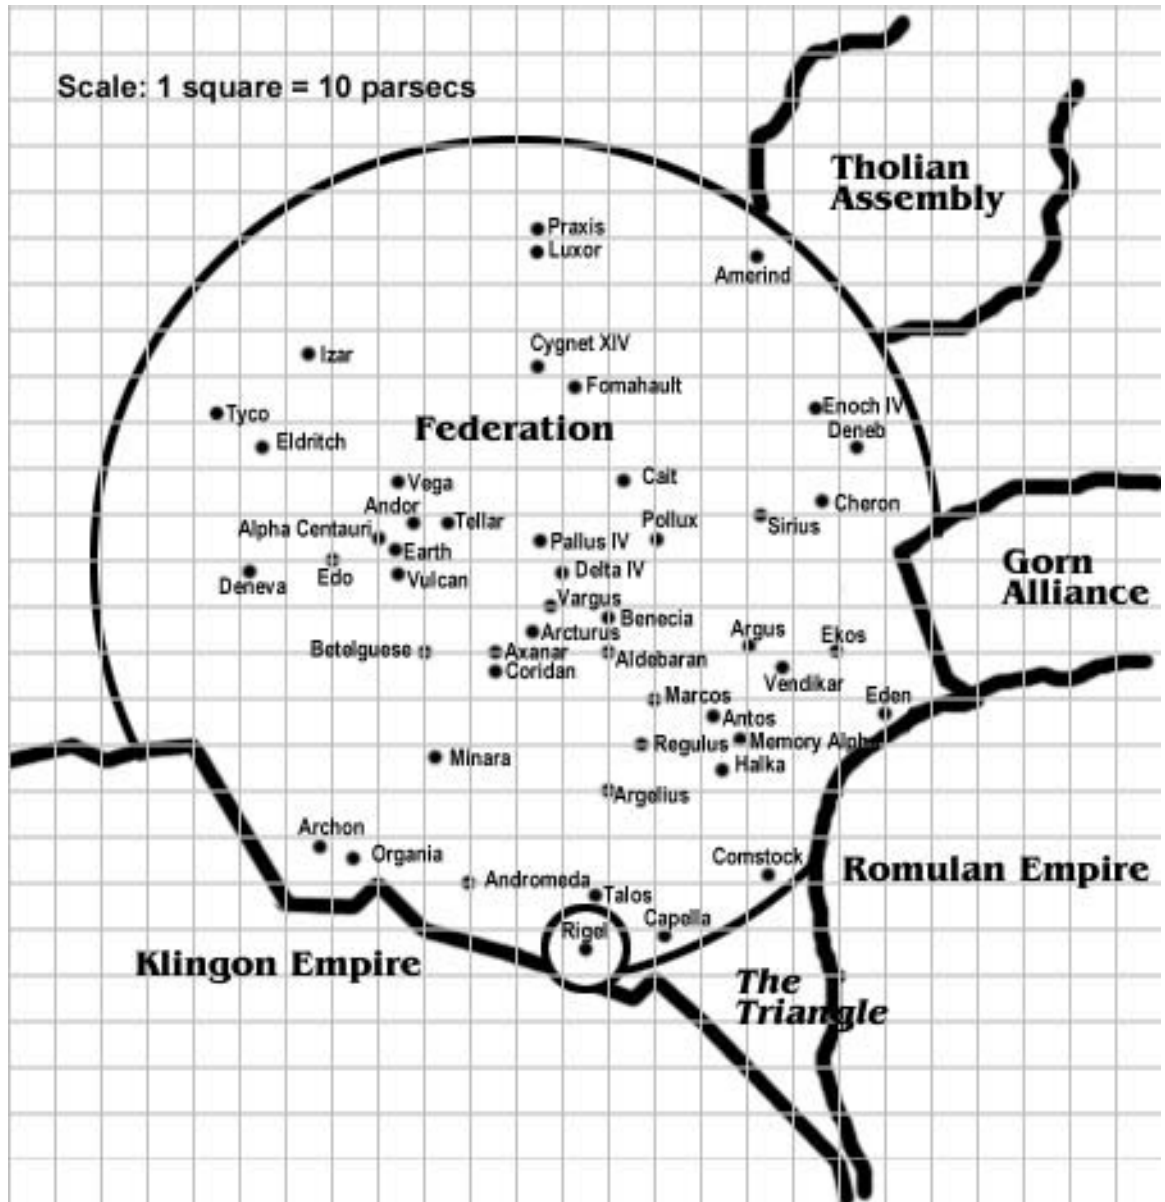 Scale: 1 square = 10 parsecs
Tholian
Assembly
Praxis
Luxor
Amerind
Cygnet XIV
Izar
Fomahault
Enoch IV
Tyco
Federation
Deneb
Eldritch
Cait
Vega
Andor
Cheron
Tellar
Pollux
Sirius
Alpha Centauri
Pallus IV
Earth
Gorn
Alliance
Delta IV
Edo
Vulcan
Deneva
Vargus
Benecia
Argus
Arcturus
Ekos
Betelguese
Axanar
Aldebaran
Coridan
Vendikar
Marcos
Eden
Antos
Regulus
Memory Alpha
Minara
Halka
Argelius
Archon
Organia
Comstock
Romulan Empire
Andromeda
Talos
Capella
Rigel
Klingon Empire
The
Triangle